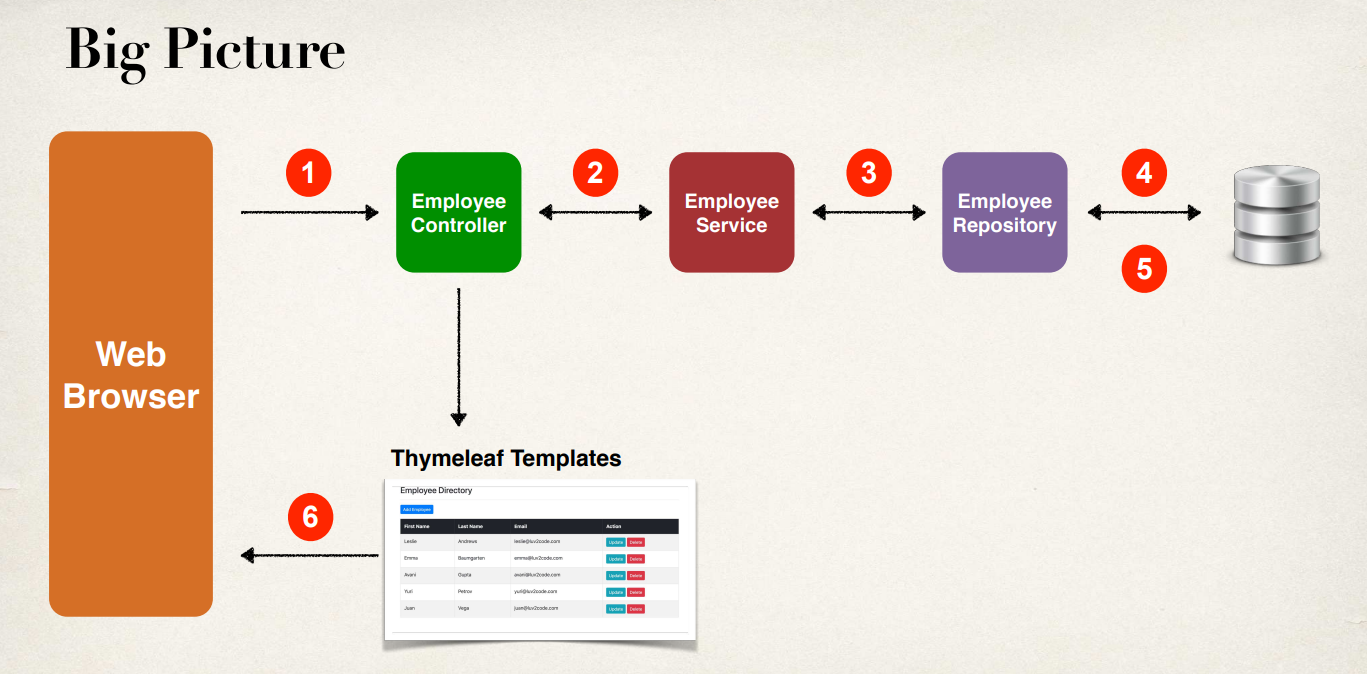 Big Picture
1
2
3
4
Employee
Controller
Employee
Service
Employee
Repository
5
Web
Browser
Thymeleaf Templates
6
Employee Directory
Add Employee
First Name Last Name Email Action
Leslie Andrews leslie@luv2code.com Update Delete
Emma Baumgarten emma@luv2code.com Update Delete
Avani Gupta avani@luv2code.com Update Delete
Yuri Petrov yuri@luv2code.com Update Delete
Juan Vega juan@luv2code.com Update Delete